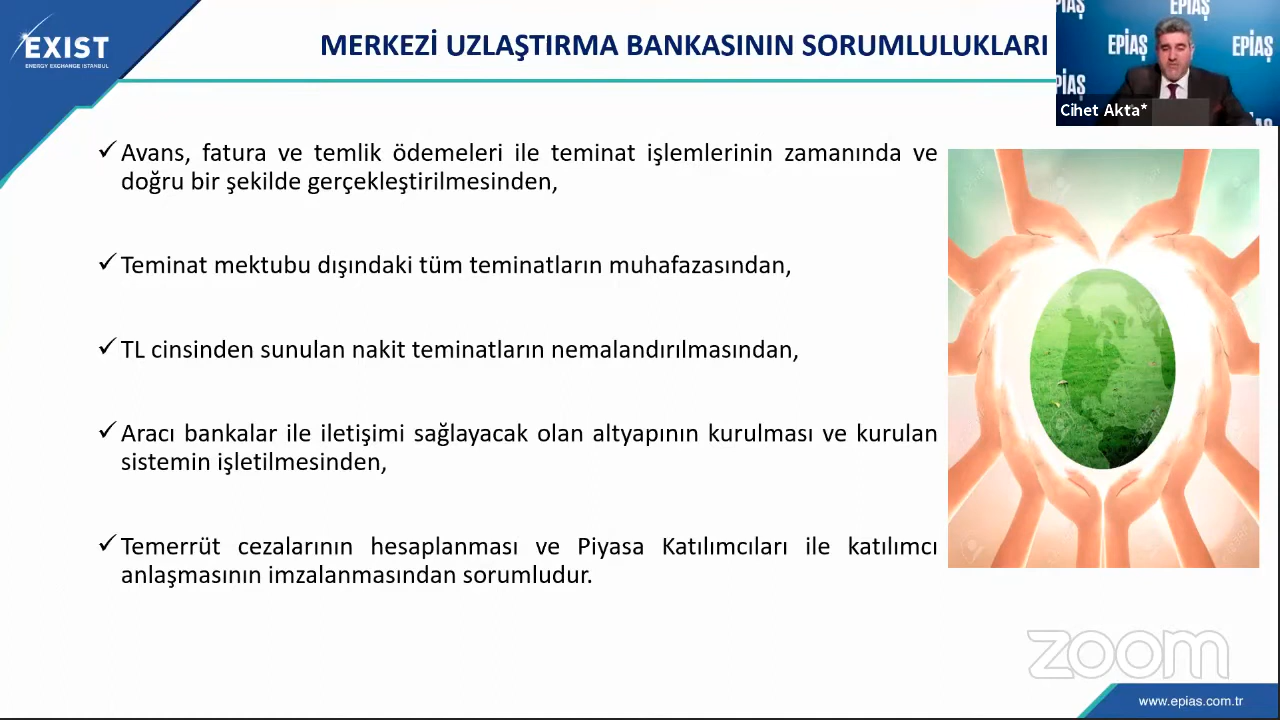 EXIST
ENERGY EXCHANGE ISTANBUL
MERKEZİ UZLAŞTIRMA BANKASININ SORUMLULUKLARI
EPİAŞ
EPİAŞ
EPİAŞ
EPİAŞ
EPİAŞ
Cihet Akta*
✓ Avans, fatura ve temlik ödemeleri ile teminat işlemlerinin zamanında ve
doğru bir şekilde gerçekleştirilmesinden,
✓ Teminat mektubu dışındaki tüm teminatların muhafazasından,
✓ TL cinsinden sunulan nakit teminatların nemalandırılmasından,
✓ Aracı bankalar ile iletişimi sağlayacak olan altyapının kurulması ve kurulan
sistemin işletilmesinden,
✓ Temerrüt cezalarının hesaplanması ve Piyasa Katılımcıları ile katılımcı
anlaşmasının imzalanmasından sorumludur.
zoom
www.epias.com.tr